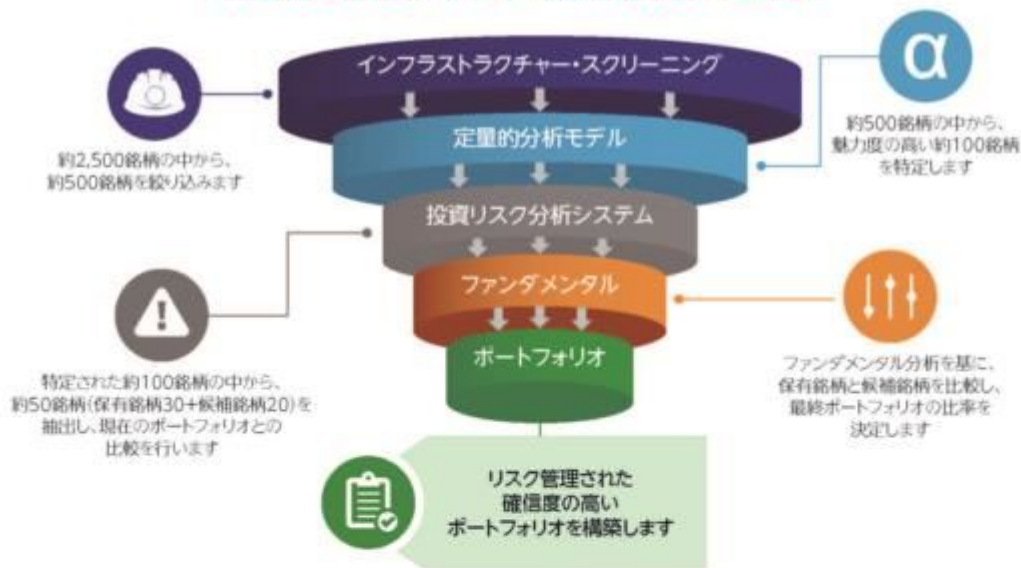 インフラストラクチャー・スクリーニング
約2,500銘柄の中から、
約500銘柄を絞り込みます
α
定量的分析モデル
約500銘柄の中から、
魅力度の高い約100銘柄
を特定します
投資リスク分析システム
特定された約100銘柄の中から、
約50銘柄(保有銘柄30+候補銘柄20)を
抽出し、現在のポートフォリオとの
比較を行います
ファンダメンタル
ファンダメンタル分析を基に、
保有銘柄と候補銘柄を比較し、
最終ポートフォリオの比率を
決定します
ポートフォリオ
リスク管理された
確信度の高い
ポートフォリオを構築します